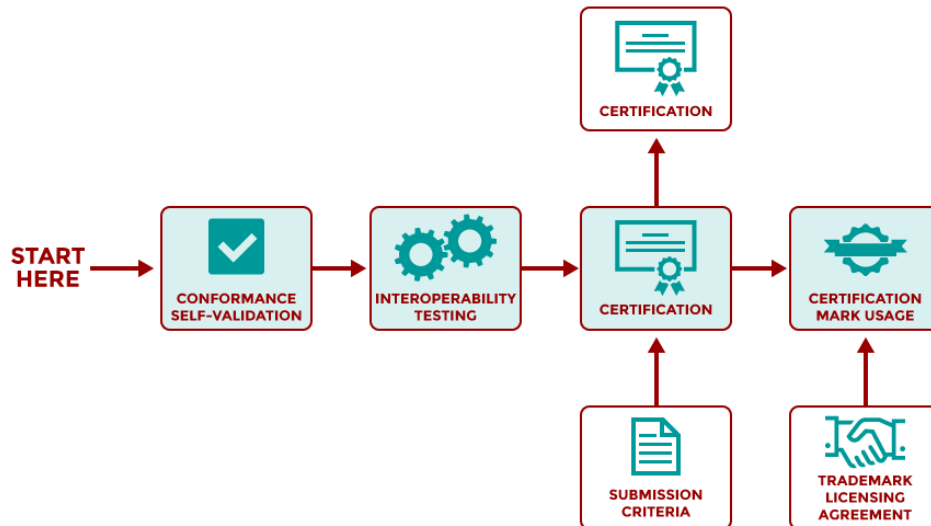 CERTIFICATION
START
HERE
CONFORMANCE
SELF-VALIDATION
INTEROPERABILITY
TESTING
CERTIFICATION
CERTIFICATION
MARK USAGE
SUBMISSION
CRITERIA
TRADEMARK
LICENSING
AGREEMENT